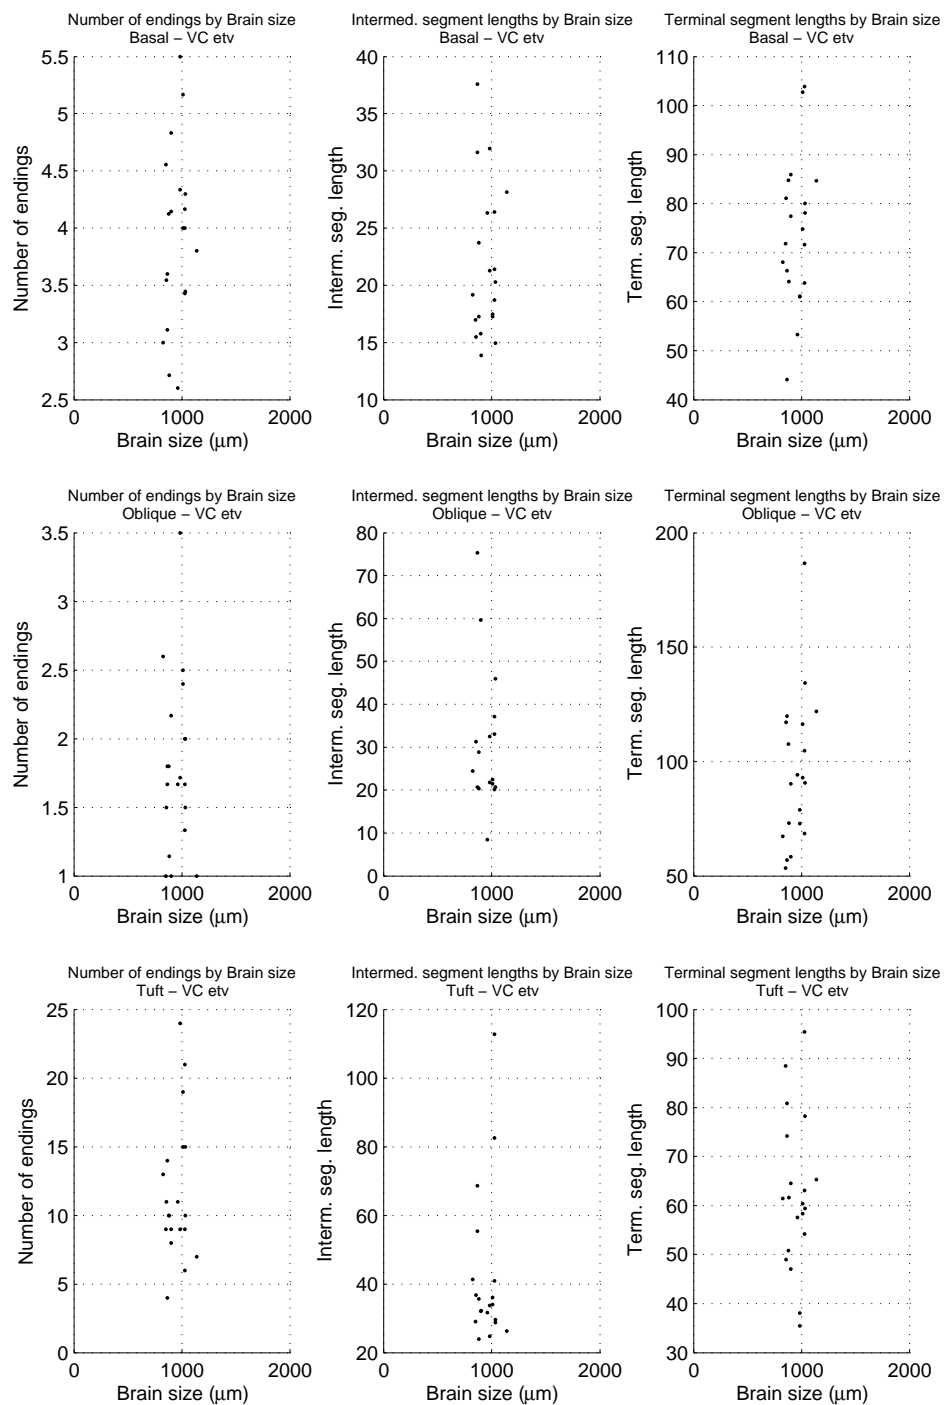 Number of endings by Brain size
Basal – VC etv
5.5
5
4.5
4
3.5
3
2.5
0
1000
2000
Number of endings
Brain size (μm)
Intermed. segment lengths by Brain size
Basal – VC etv
40
35
30
25
20
15
10
0
1000
2000
Interm. seg. length
Brain size (μm)
Terminal segment lengths by Brain size
Basal – VC etv
110
100
90
80
70
60
50
40
0
1000
2000
Term. seg. length
Brain size (μm)
Number of endings by Brain size
Oblique – VC etv
3.5
3
2.5
2
1.5
1
0
1000
2000
Number of endings
Brain size (μm)
Intermed. segment lengths by Brain size
Oblique – VC etv
80
70
60
50
40
30
20
10
0
0
1000
2000
Interm. seg. length
Brain size (μm)
Terminal segment lengths by Brain size
Oblique – VC etv
200
150
100
50
0
1000
2000
Term. seg. length
Brain size (μm)
Number of endings by Brain size
Tuft – VC etv
25
20
15
10
5
0
0
1000
2000
Number of endings
Brain size (μm)
Intermed. segment lengths by Brain size
Tuft – VC etv
120
100
80
60
40
20
0
1000
2000
Interm. seg. length
Brain size (μm)
Terminal segment lengths by Brain size
Tuft – VC etv
100
90
80
70
60
50
40
30
0
1000
2000
Term. seg. length
Brain size (μm)